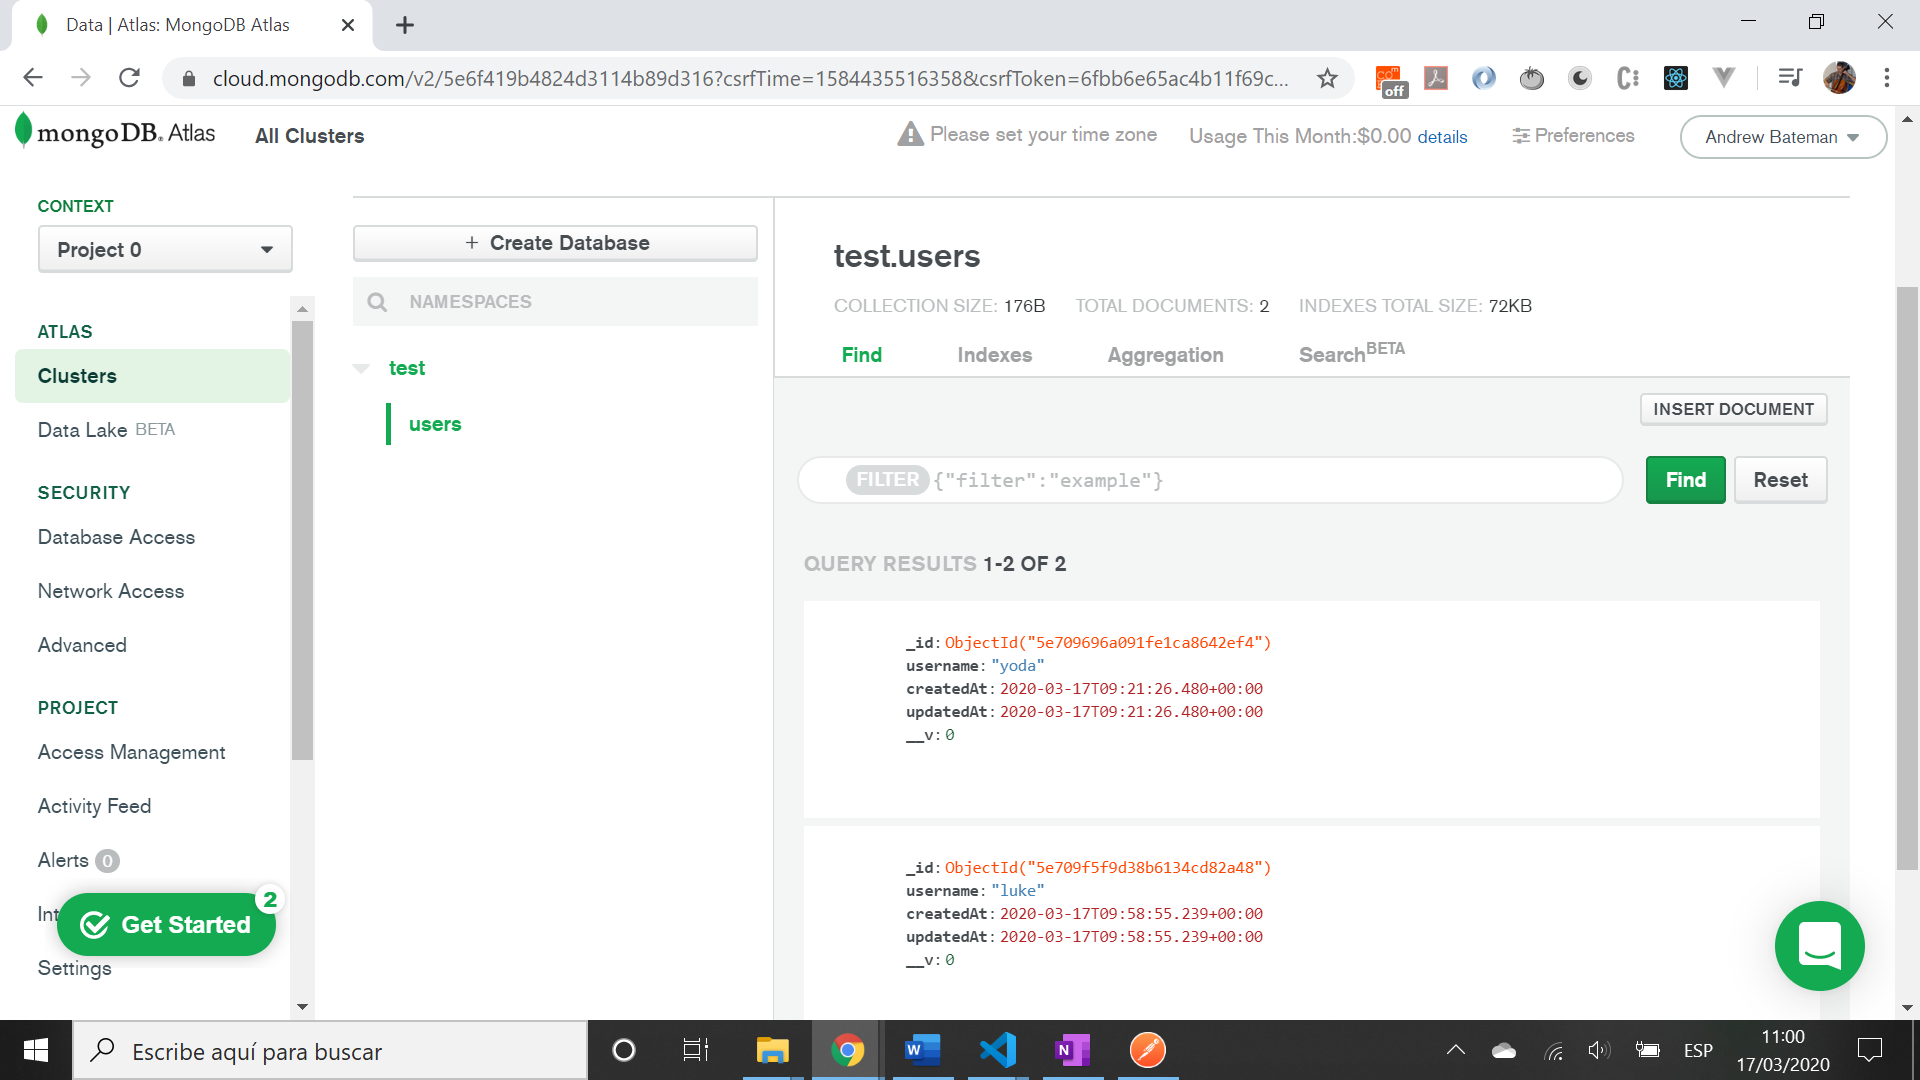 Data | Atlas: MongoDB Atlas
cloud.mongodb.com/v2/5e6f419b4824d3114b89d316?csrfTime=1584435516358&csrfToken=6fbb6e65ac4b11f69c...
com
off
mongoDB. Atlas
All Clusters
Please set your time zone
Usage This Month:$0.00 details
Preferences
Andrew Bateman
CONTEXT
Project 0
ATLAS
Clusters
Data Lake BETA
SECURITY
Database Access
Network Access
Advanced
PROJECT
Access Management
Activity Feed
Alerts 0
Int
Get Started
2
Settings
+ Create Database
NAMESPACES
test
users
test.users
COLLECTION SIZE: 176B TOTAL DOCUMENTS: 2 INDEXES TOTAL SIZE: 72KB
Find Indexes Aggregation Search BETA
INSERT DOCUMENT
FILTER {"filter":"example"}
Find
Reset
QUERY RESULTS 1-2 OF 2
_id: ObjectId("5e709696a091fe1ca8642ef4")
username: "yoda"
createdAt: 2020-03-17T09:21:26.480+00:00
updatedAt: 2020-03-17T09:21:26.480+00:00
__v: 0
_id: ObjectId("5e709f5f9d38b6134cd82a48")
username: "luke"
createdAt: 2020-03-17T09:58:55.239+00:00
updatedAt: 2020-03-17T09:58:55.239+00:00
__v: 0
Escribe aquí para buscar
W
N
ESP
11:00
17/03/2020